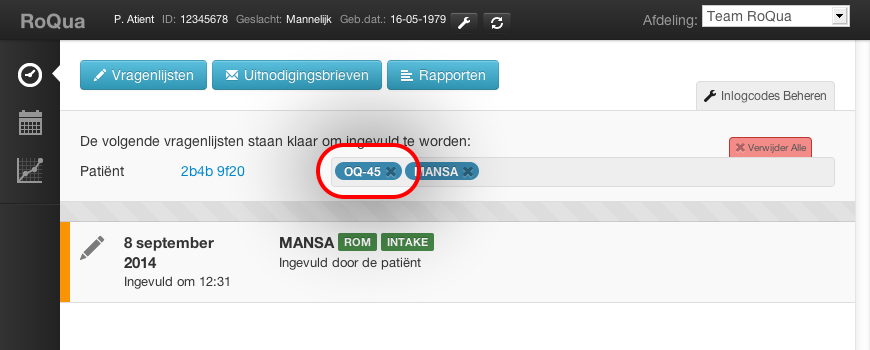 RoQua P. Atient ID: 12345678 Geslacht: Mannelijk Geb.dat.: 16-05-1979 Afdeling: Team RoQua
Vragenlijsten Uitnodigingsbrieven Rapporten
Inlogcodes Beheren
De volgende vragenlijsten staan klaar om ingevuld te worden:
Verwijder Alle
Patiënt 2b4b 9f20 OQ-45 MANSA
8 september MANSA ROM INTAKE
2014 Ingevuld door de patiënt
Ingevuld om 12:31